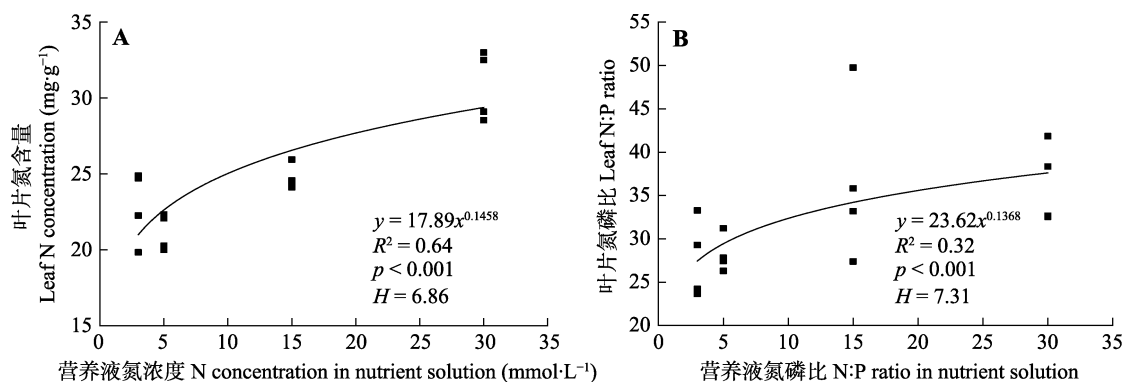 A
35
30
25
20
15
叶片氮含量
Leaf N concentration (mg·g⁻¹)
y = 17.89x^0.1458
R² = 0.64
p < 0.001
H = 6.86
0 5 10 15 20 25 30 35
营养液氮浓度 N concentration in nutrient solution (mmol·L⁻¹)
B
55
50
45
40
35
30
25
20
叶片氮磷比 Leaf N:P ratio
y = 23.62x^0.1368
R² = 0.32
p < 0.001
H = 7.31
0 5 10 15 20 25 30 35
营养液氮磷比 N:P ratio in nutrient solution